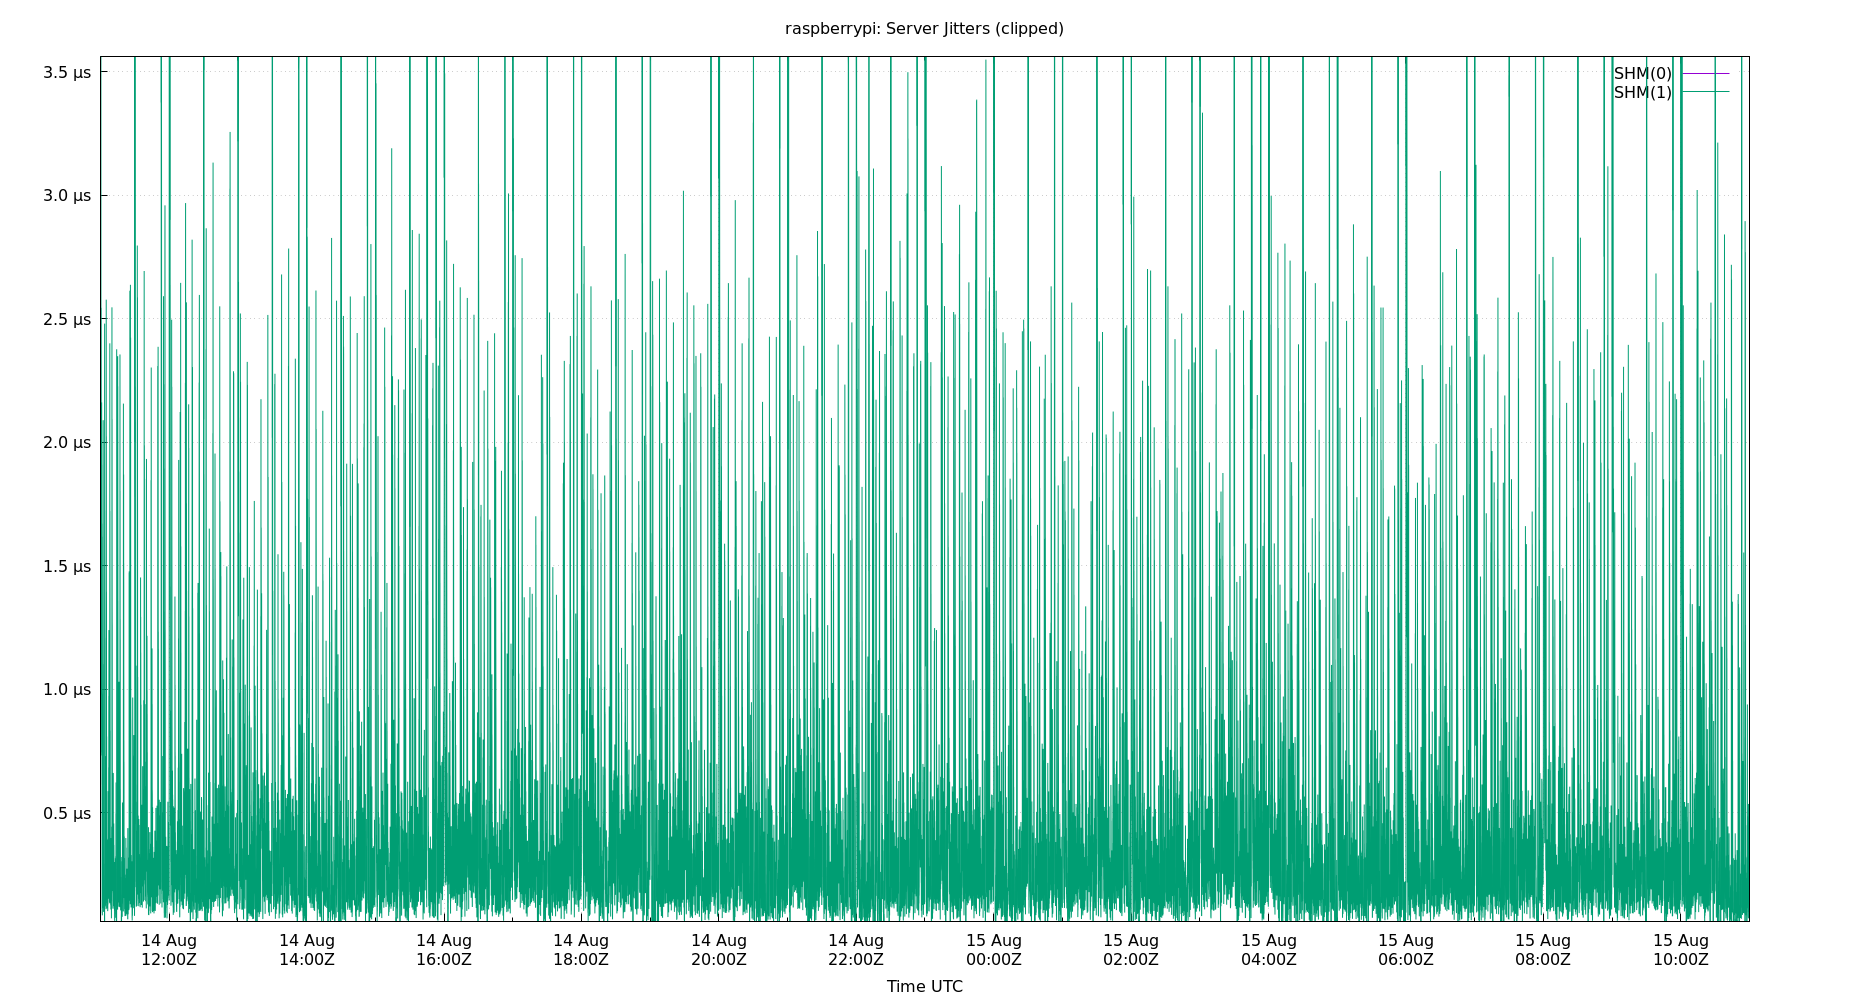 raspberrypi: Server Jitters (clipped)
SHM(0)
SHM(1)
3.5 µs
3.0 µs
2.5 µs
2.0 µs
1.5 µs
1.0 µs
0.5 µs
14 Aug 14 Aug 14 Aug 14 Aug 14 Aug 14 Aug 15 Aug 15 Aug 15 Aug 15 Aug 15 Aug 15 Aug
12:00Z 14:00Z 16:00Z 18:00Z 20:00Z 22:00Z 00:00Z 02:00Z 04:00Z 06:00Z 08:00Z 10:00Z
Time UTC